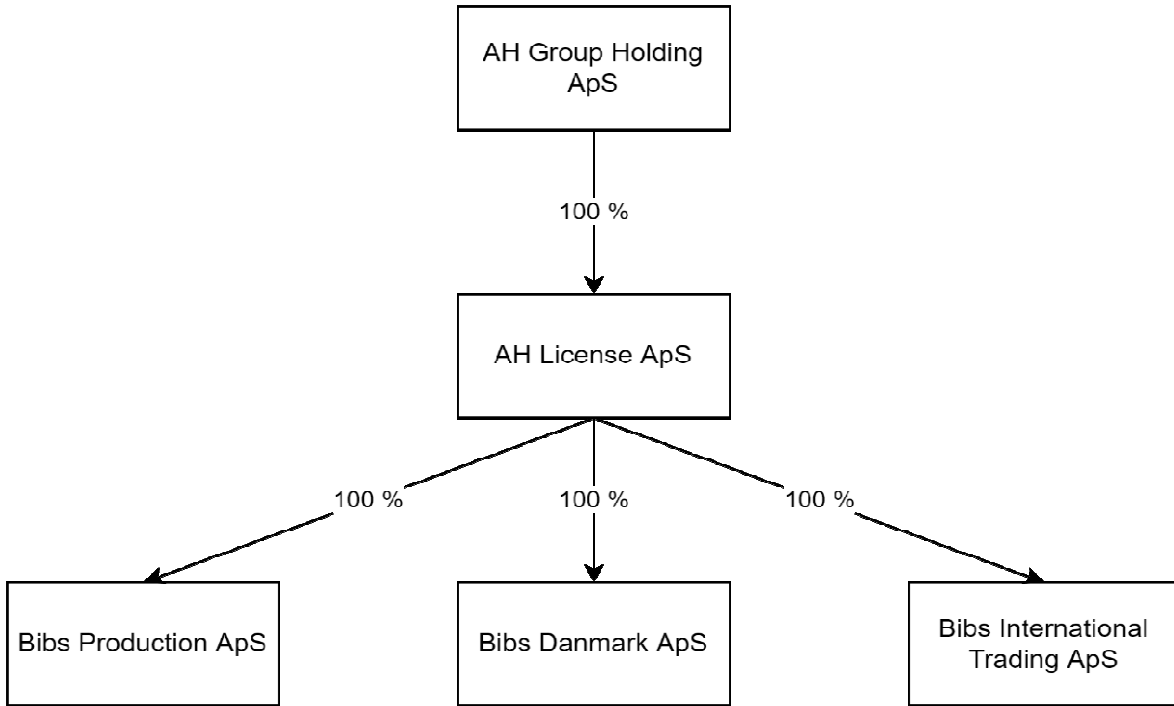 AH Group Holding
ApS
100 %
AH License ApS
100 %
100 %
100 %
Bibs Production ApS
Bibs Danmark ApS
Bibs International
Trading ApS